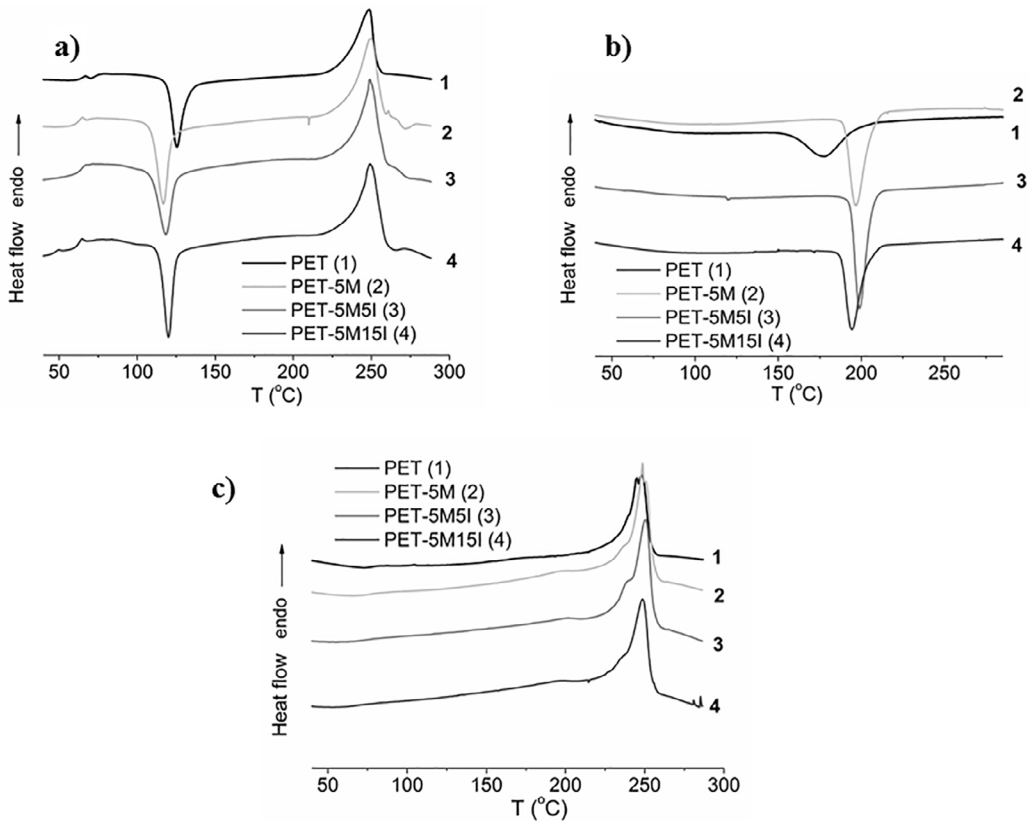 a)
1
2
3
4
Heat flow endo
PET (1)
PET-5M (2)
PET-5M5I (3)
PET-5M15I (4)
50 100 150 200 250 300
T (°C)
b)
2
1
3
4
Heat flow endo
PET (1)
PET-5M (2)
PET-5M5I (3)
PET-5M15I (4)
50 100 150 200 250
T (°C)
c)
PET (1)
PET-5M (2)
PET-5M5I (3)
PET-5M15I (4)
1
2
3
4
Heat flow endo
50 100 150 200 250 300
T (°C)